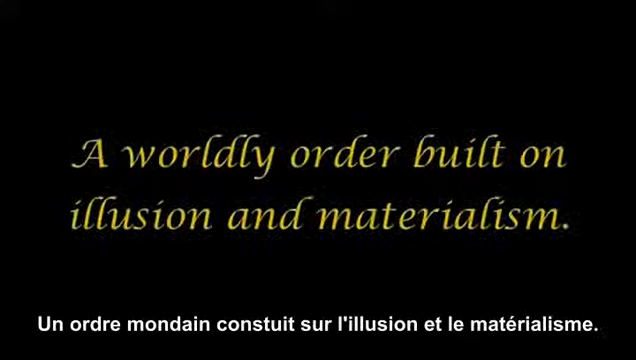 A worldly order built on
illusion and materialism.
Un ordre mondain constuit sur l'illusion et le matérialisme.